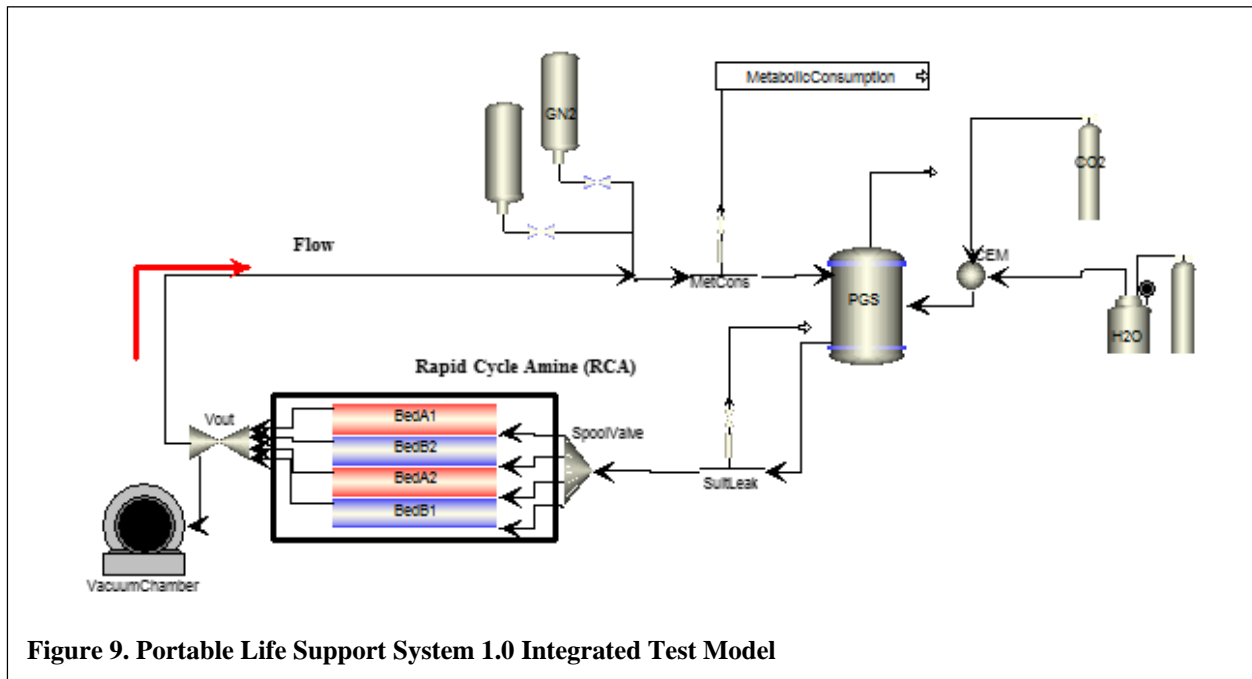 GN2
MetabolicConsumption
CO2
Flow
MetCons
CEM
PGS
H2O
Rapid Cycle Amine (RCA)
Vout
BedA1
SpoolValve
BedB2
BedA2
SuitLeak
BedB1
VacuumChamber
Figure 9. Portable Life Support System 1.0 Integrated Test Model